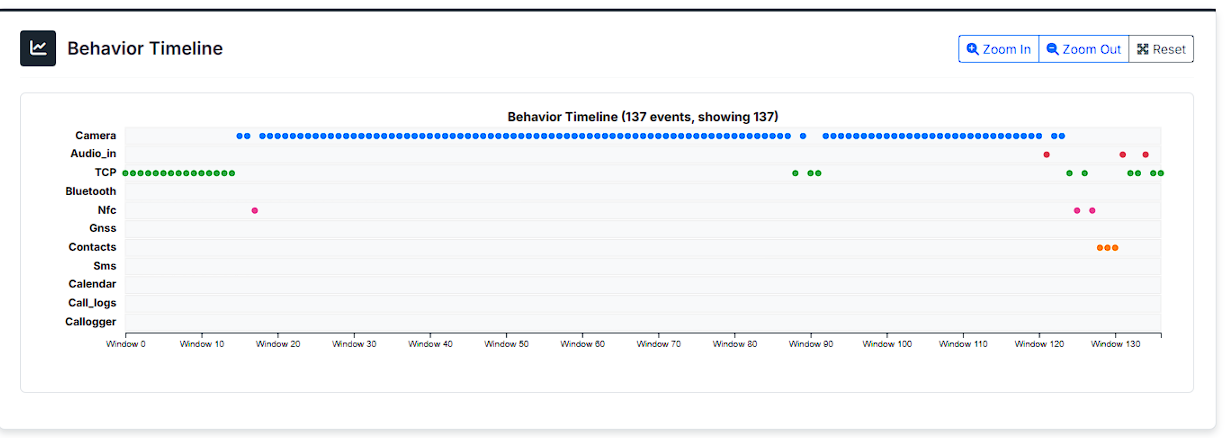 Behavior Timeline
Zoom In Zoom Out Reset
Behavior Timeline (137 events, showing 137)
Camera
Audio_in
TCP
Bluetooth
Nfc
Gnss
Contacts
Sms
Calendar
Call_logs
Callogger
Window 0 Window 10 Window 20 Window 30 Window 40 Window 50 Window 60 Window 70 Window 80 Window 90 Window 100 Window 110 Window 120 Window 130